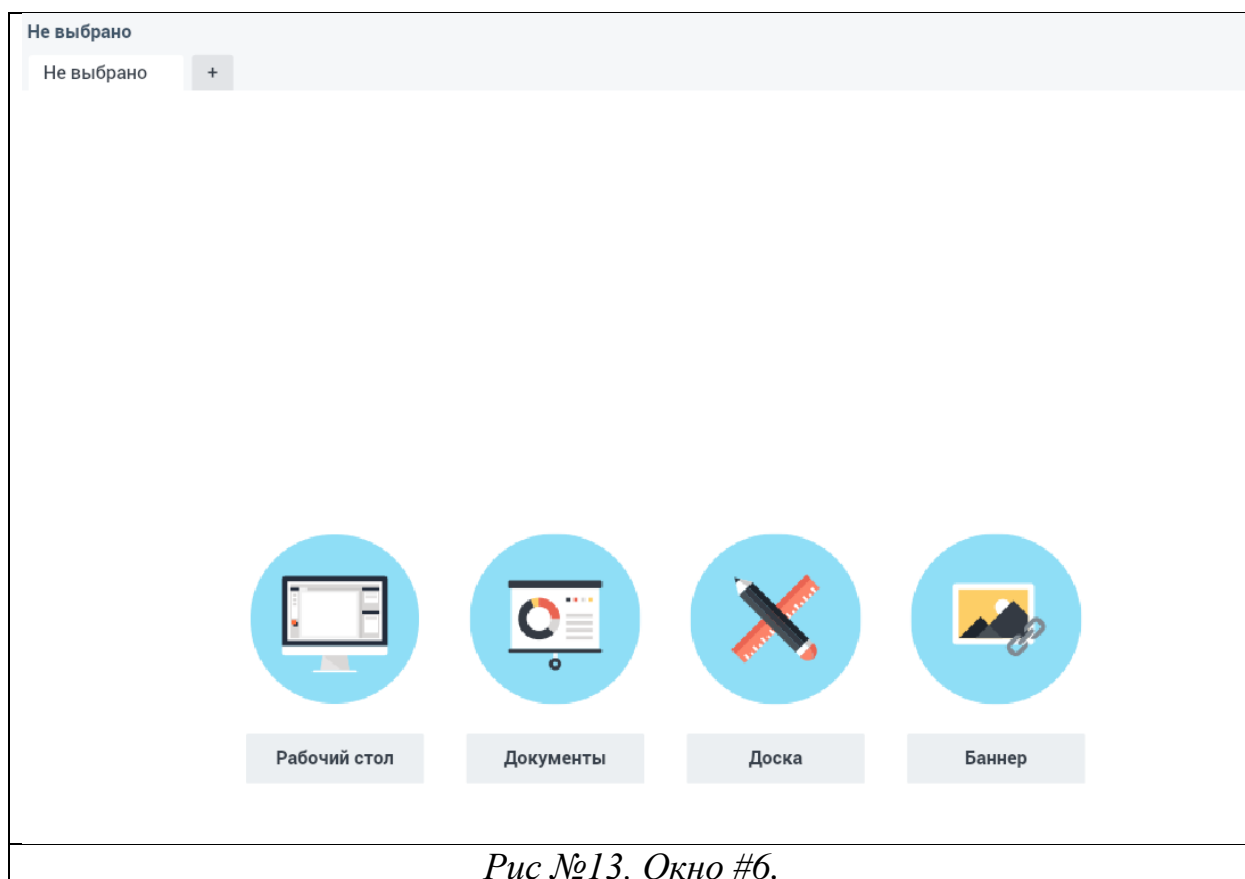 Не выбрано
Не выбрано +
Рабочий стол Документы Доска Баннер
Рис №13. Окно #6.